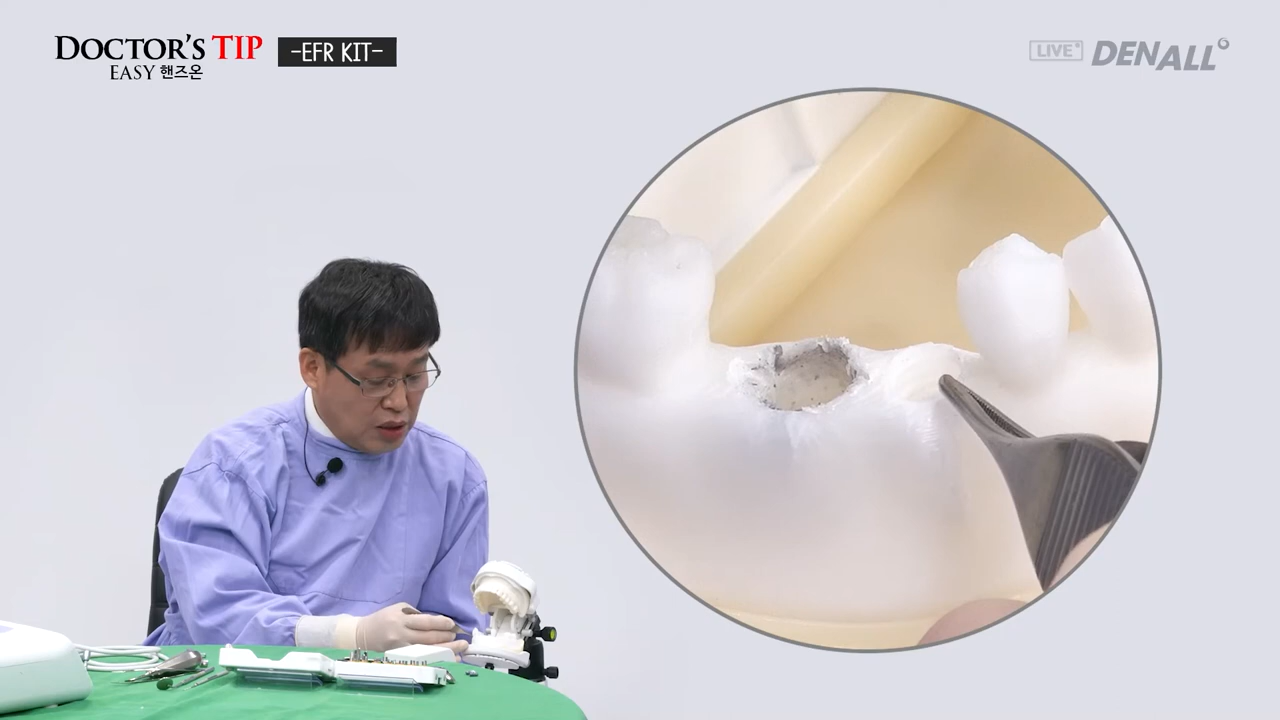 DOCTOR'S TIP
EASY 핸즈온
-EFR KIT-
LIVE
DENALL